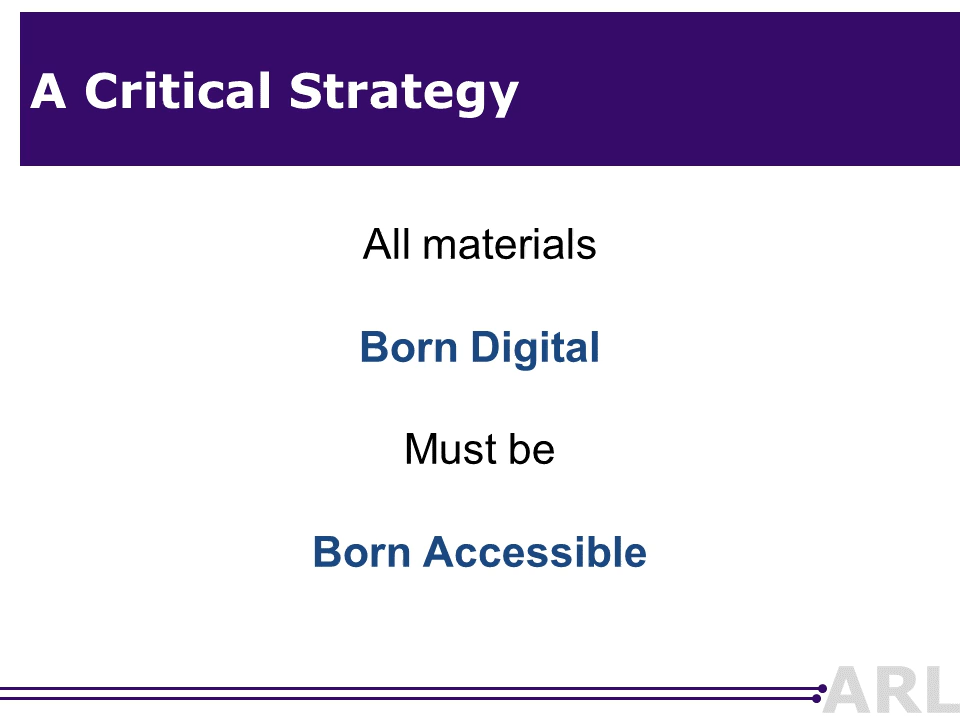 A Critical Strategy
All materials
Born Digital
Must be
Born Accessible
ARL